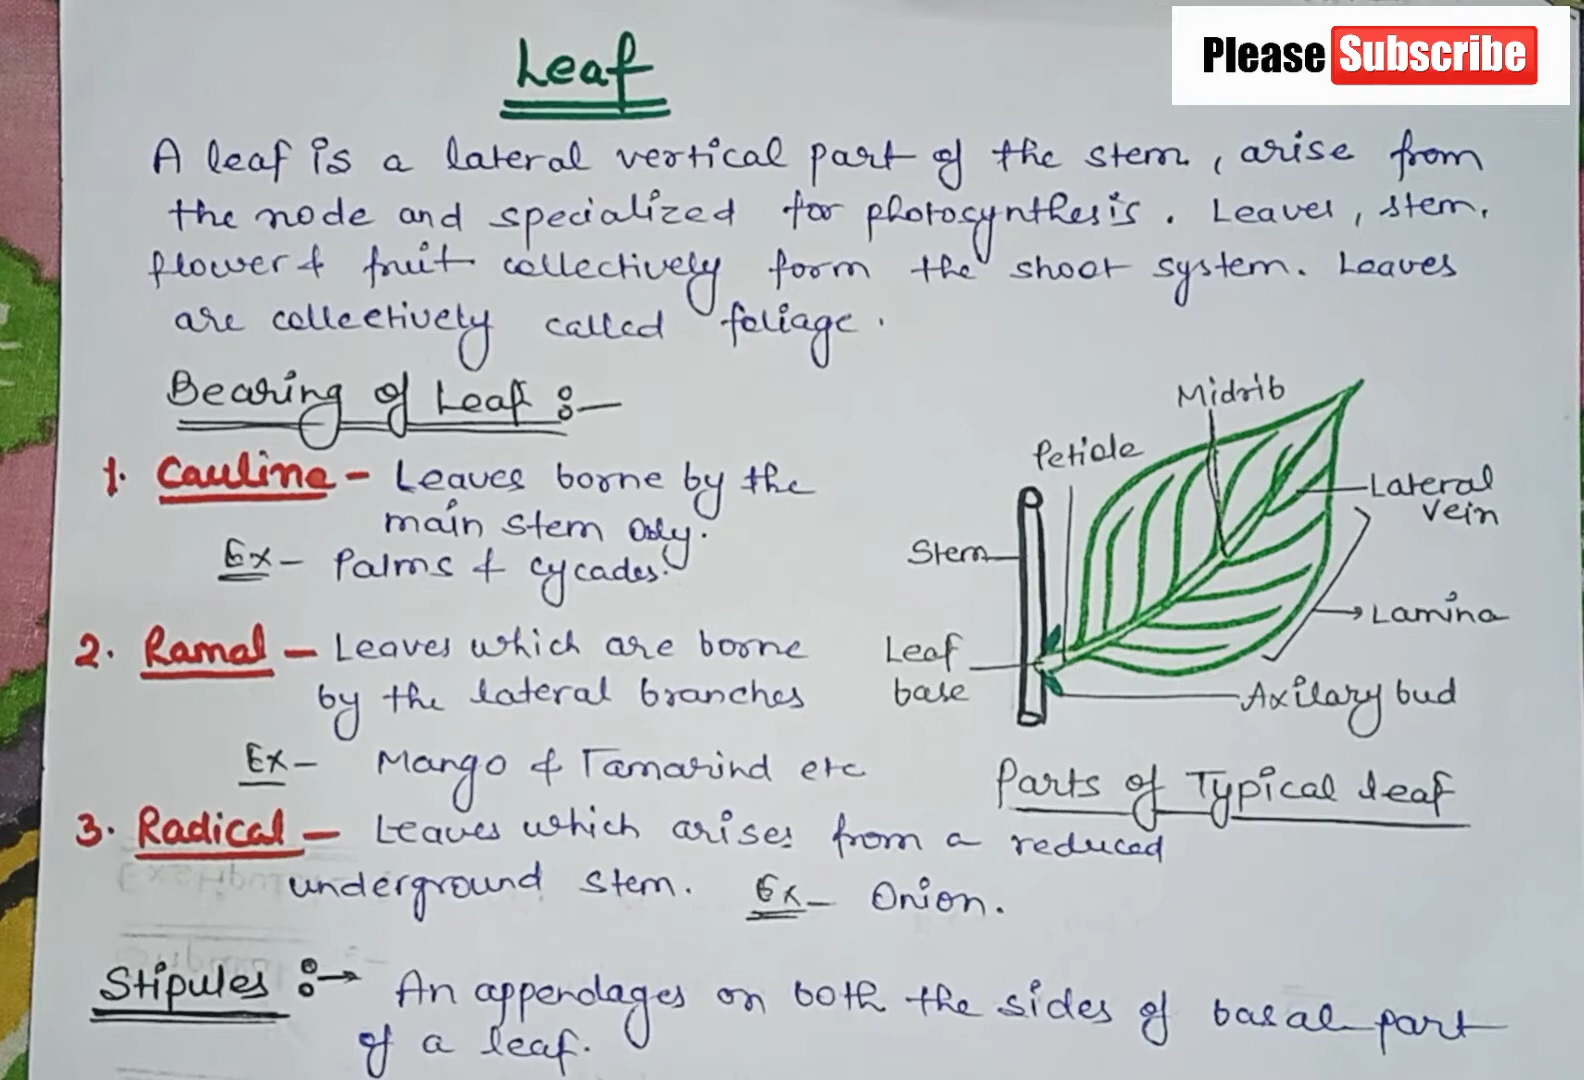 Please Subscribe
Leaf
A leaf is a lateral vertical part of the stem, arise from
the node and specialized for photosynthesis. Leaves, stem,
flower & fruit collectively form the shoot system. Leaves
are collectively called foliage.
Bearing of Leaf :-
1. Cauline - Leaves borne by the
main stem only.
Ex - Palms & cycades.
2. Ramal - Leaves which are borne
by the lateral branches
Ex - Mango & Tamarind etc
3. Radical - Leaves which arises from a reduced
underground stem. Ex - Onion.
Midrib
Petiole
Lateral
vein
Stem
Lamina
Leaf
base
Axilary bud
Parts of Typical leaf
Stipules :→ An appendages on both the sides of basal part
of a leaf.